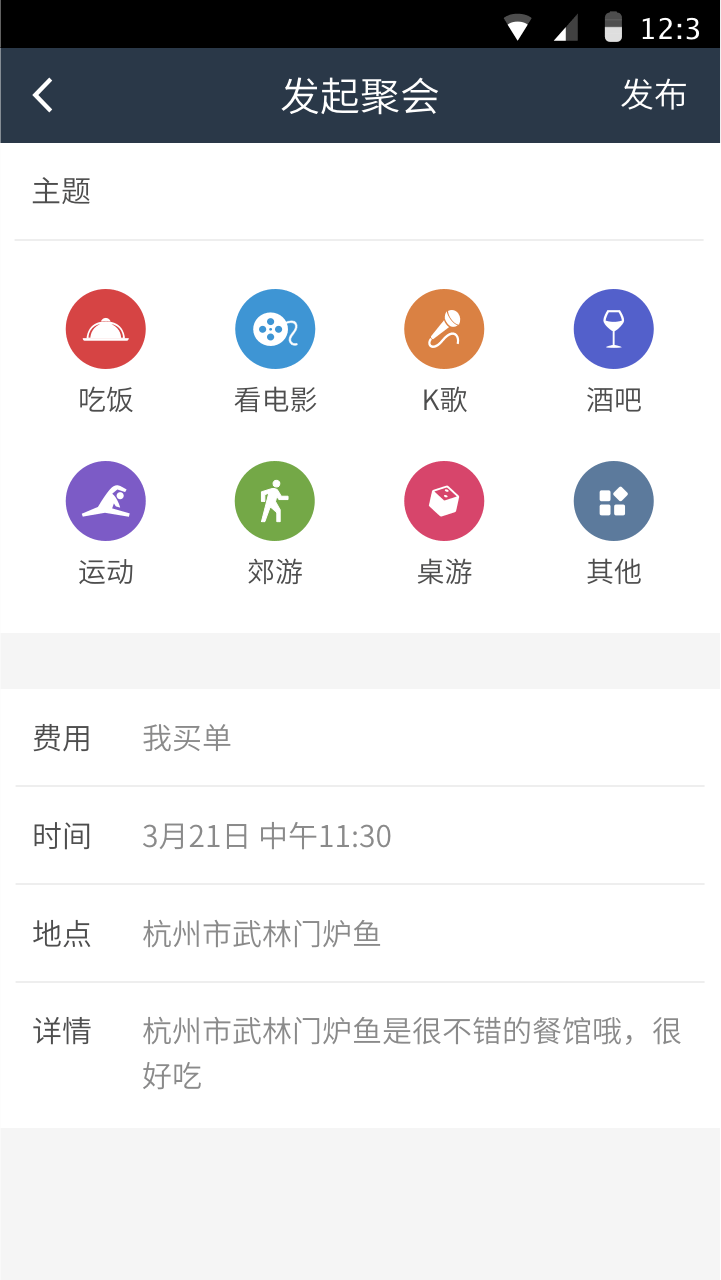 12:3
发起聚会
发布
主题
吃饭
看电影
K歌
酒吧
运动
郊游
桌游
其他
费用 我买单
时间 3月21日 中午11:30
地点 杭州市武林门炉鱼
详情 杭州市武林门炉鱼是很不错的餐馆哦，很
好吃